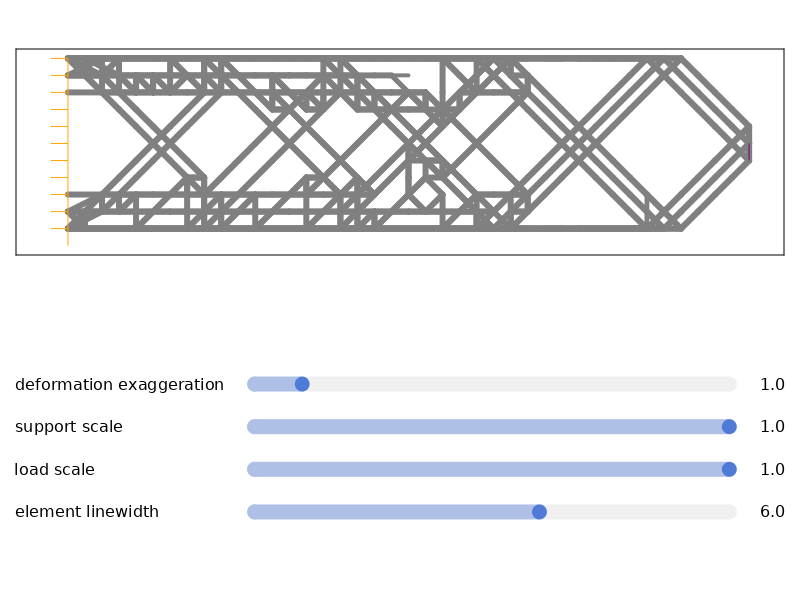 deformation exaggeration 1.0
support scale 1.0
load scale 1.0
element linewidth 6.0